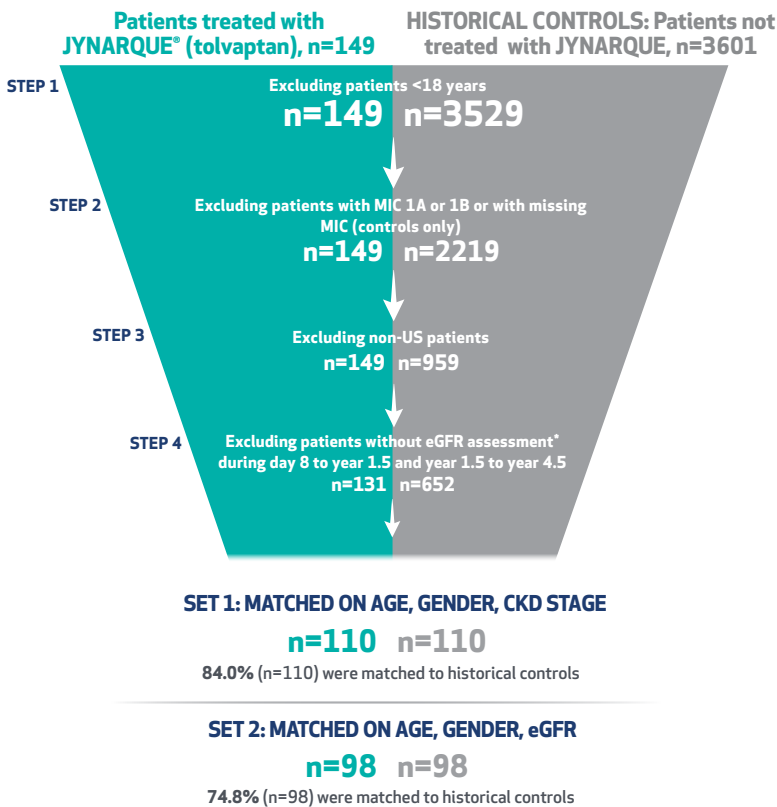 Patients treated with
JYNARQUE® (tolvaptan), n=149
HISTORICAL CONTROLS: Patients not
treated with JYNARQUE, n=3601
STEP 1
Excluding patients <18 years
n=149 n=3529
STEP 2
Excluding patients with MIC 1A or 1B or with missing
MIC (controls only)
n=149 n=2219
STEP 3
Excluding non-US patients
n=149 n=959
STEP 4
Excluding patients without eGFR assessment*
during day 8 to year 1.5 and year 1.5 to year 4.5
n=131 n=652
SET 1: MATCHED ON AGE, GENDER, CKD STAGE
n=110 n=110
84.0% (n=110) were matched to historical controls
SET 2: MATCHED ON AGE, GENDER, eGFR
n=98 n=98
74.8% (n=98) were matched to historical controls